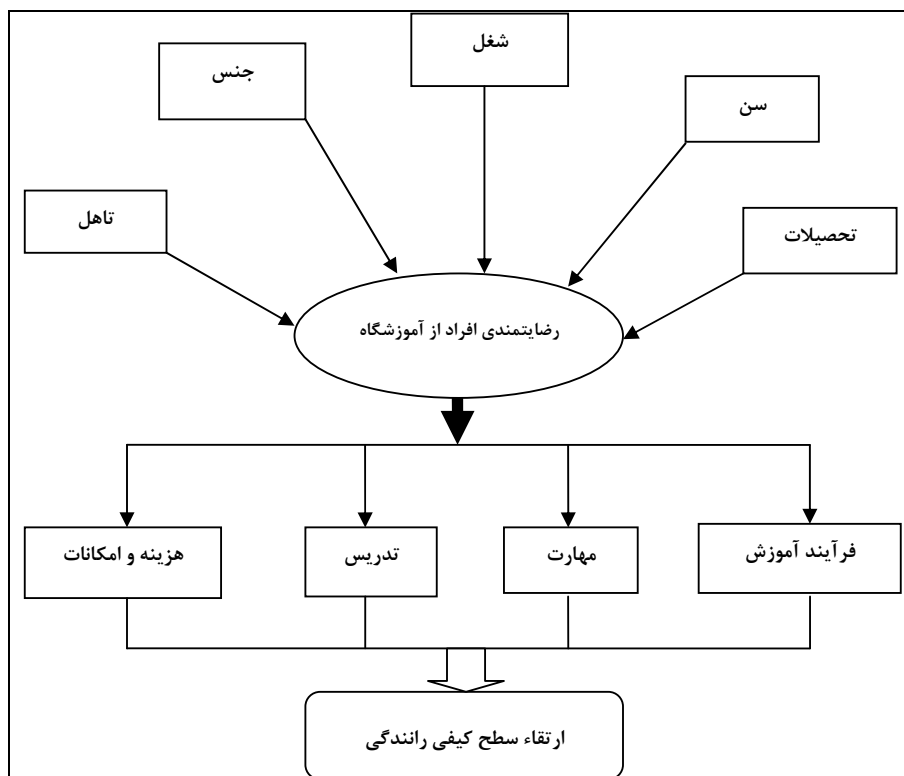 شغل
جنس
سن
تاهل
تحصیلات
رضایتمندی افراد از آموزشگاه
فرآیند آموزش
مهارت
تدریس
هزینه و امکانات
ارتقاء سطح کیفی رانندگی